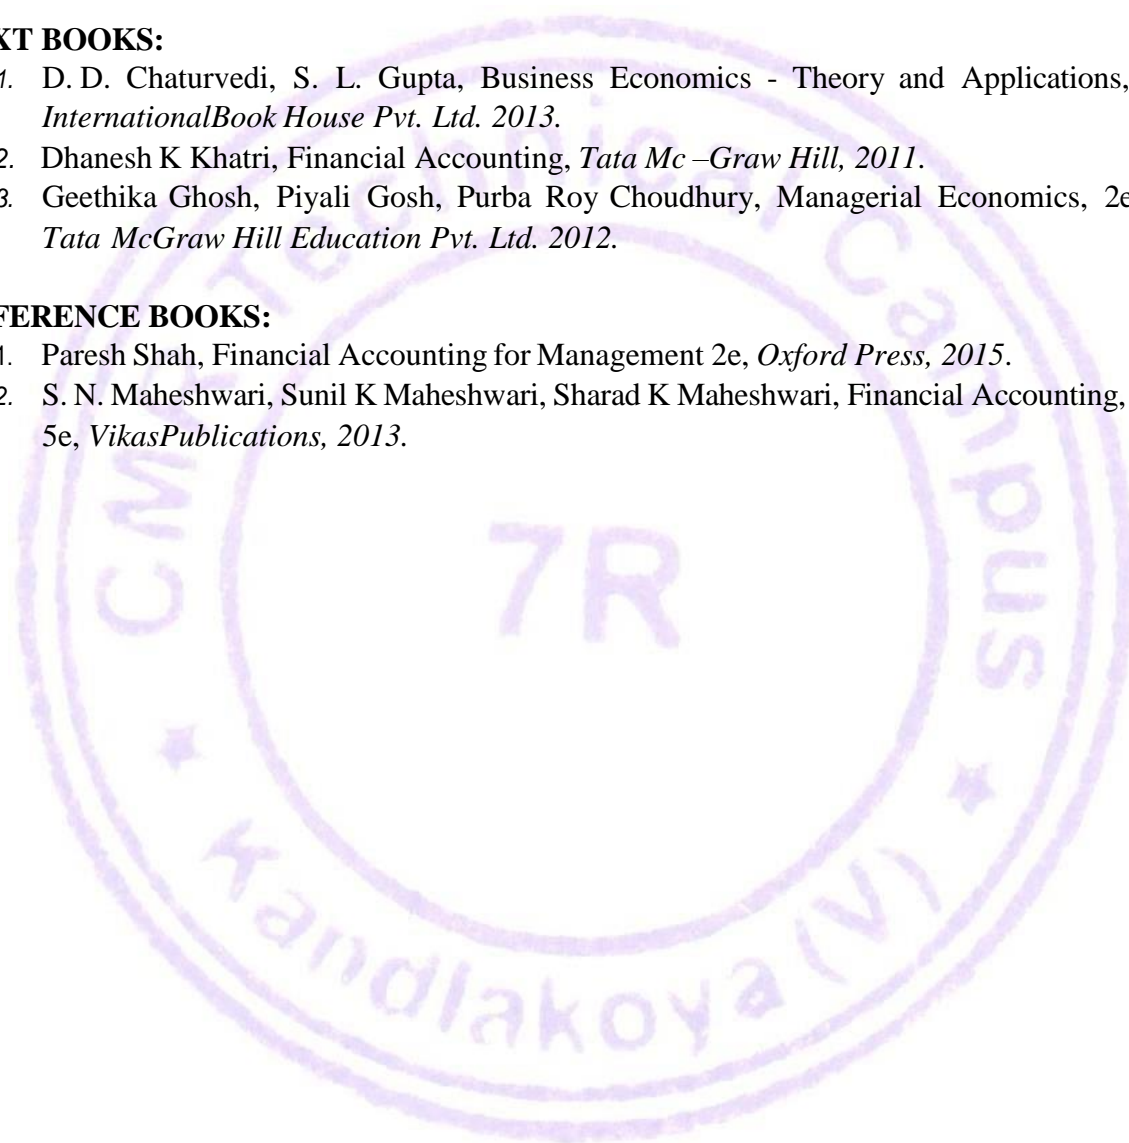 XT BOOKS:
1. D. D. Chaturvedi, S. L. Gupta, Business Economics - Theory and Applications,
InternationalBook House Pvt. Ltd. 2013.
2. Dhanesh K Khatri, Financial Accounting, Tata Mc –Graw Hill, 2011.
3. Geethika Ghosh, Piyali Gosh, Purba Roy Choudhury, Managerial Economics, 2e
Tata McGraw Hill Education Pvt. Ltd. 2012.
FERENCE BOOKS:
1. Paresh Shah, Financial Accounting for Management 2e, Oxford Press, 2015.
2. S. N. Maheshwari, Sunil K Maheshwari, Sharad K Maheshwari, Financial Accounting,
5e, VikasPublications, 2013.
CMR Technical Campus
7R
Kandlakoya (V)